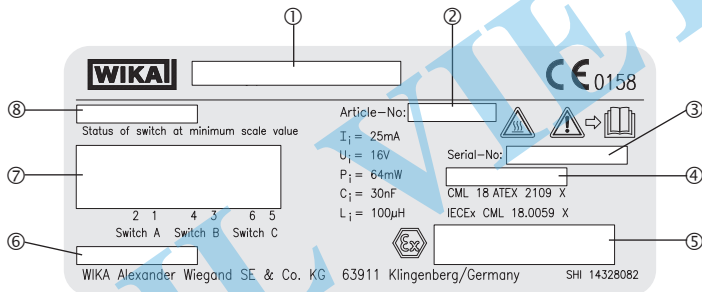 ① ②
WIKAI
CE 0158
⑧ Article-No: ③
Status of switch at minimum scale value
Ii = 25mA
Ui = 16V
Serial-No:
⑦ Pi = 64mW ④
Ci = 30nF CML 18 ATEX 2109 X
2 1 4 3 6 5 Li = 100µH IECEx CML 18.0059 X
Switch A Switch B Switch C
⑥ Ex ⑤
WIKA Alexander Wiegand SE & Co. KG 63911 Klingenberg/Germany SHI 14328082
VIET